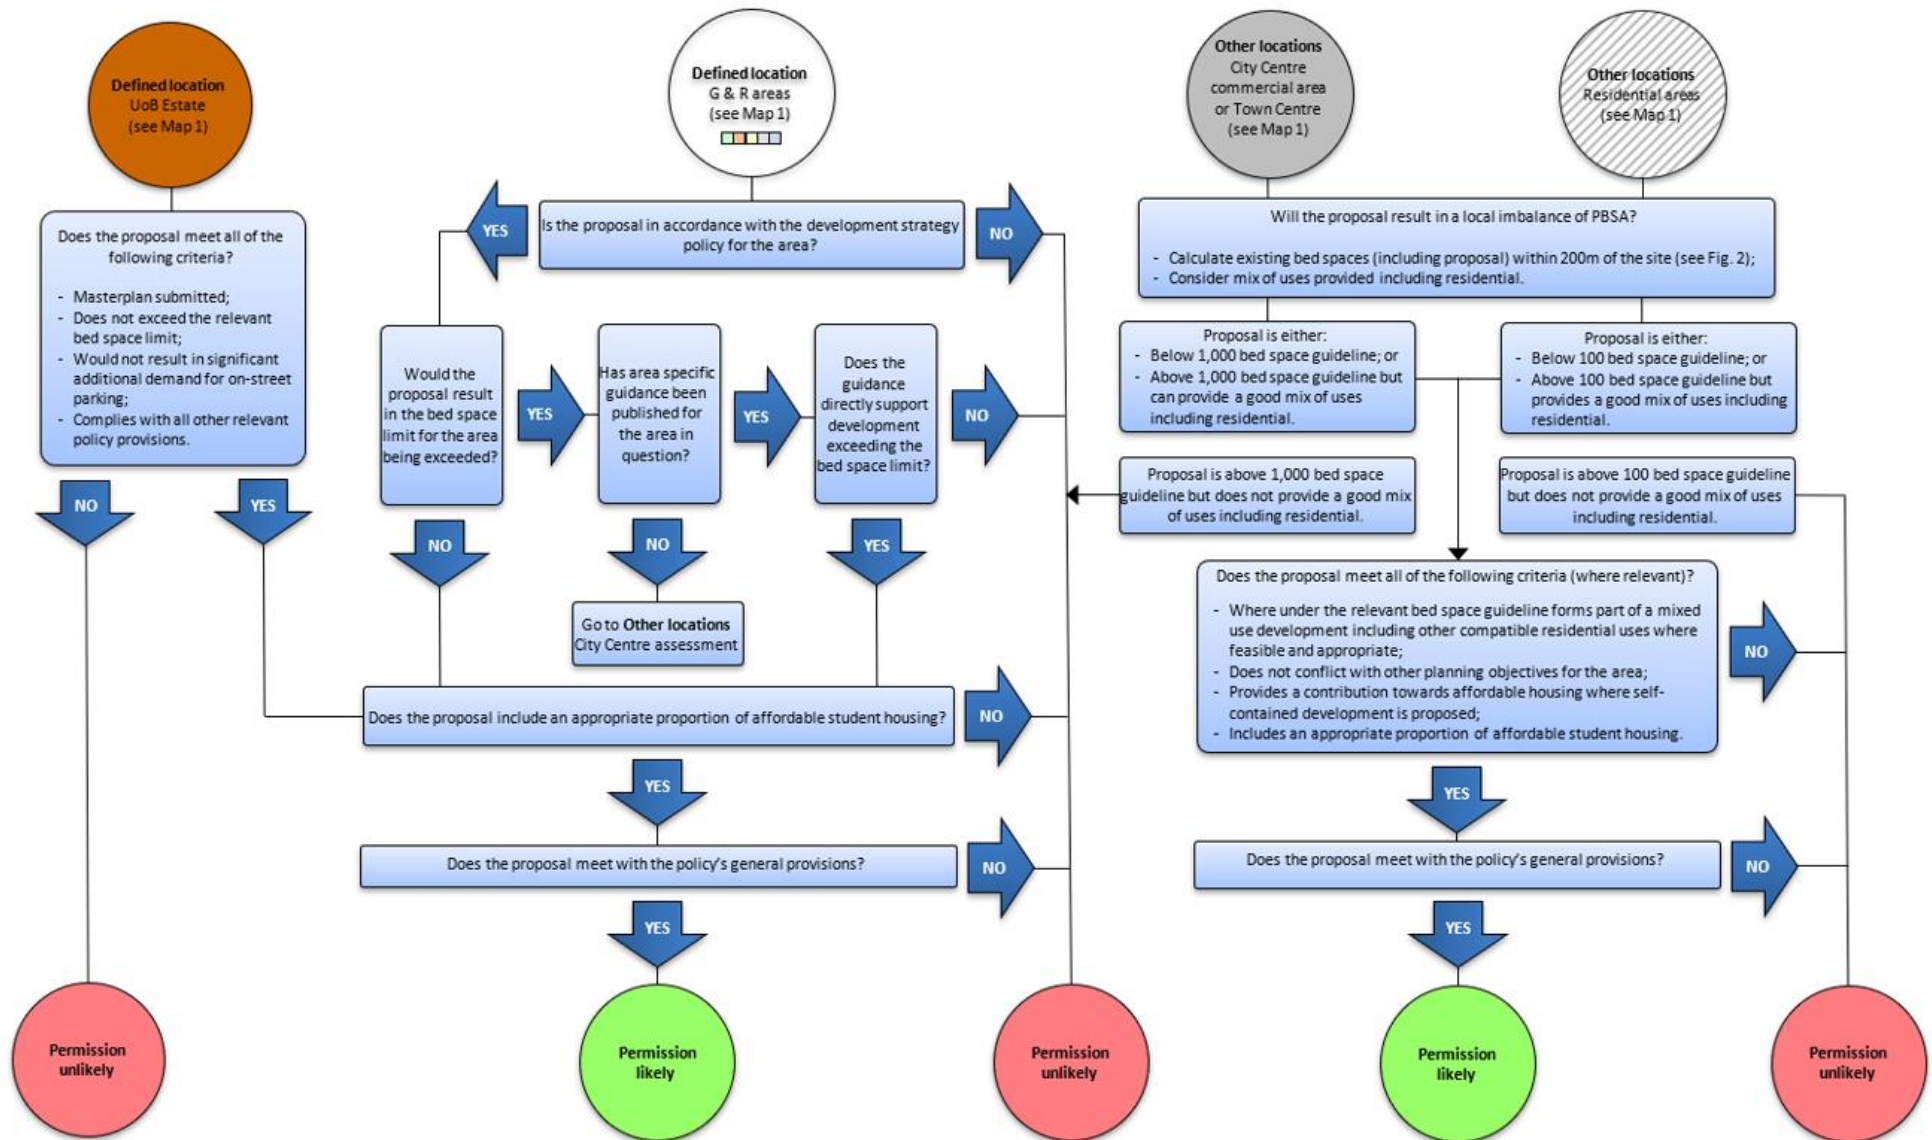 Defined location
UoB Estate
(see Map 1)
Does the proposal meet all of the
following criteria?
- Masterplan submitted;
- Does not exceed the relevant
bed space limit;
- Would not result in significant
additional demand for on-street
parking;
- Complies with all other relevant
policy provisions.
NO
YES
Permission
unlikely
Defined location
G & R areas
(see Map 1)
Is the proposal in accordance with the development strategy
policy for the area?
YES
NO
Would the
proposal result
in the bed space
limit for the area
being exceeded?
YES
Has area specific
guidance been
published for
the area in
question?
YES
Does the
guidance
directly support
development
exceeding the
bed space limit?
NO
NO
NO
YES
Go to Other locations
City Centre assessment
Does the proposal include an appropriate proportion of affordable student housing?
NO
YES
Does the proposal meet with the policy's general provisions?
NO
YES
Permission
likely
Permission
unlikely
Other locations
City Centre
commercial area
or Town Centre
(see Map 1)
Other locations
Residential areas
(see Map 1)
Will the proposal result in a local imbalance of PBSA?
- Calculate existing bed spaces (including proposal) within 200m of the site (see Fig. 2);
- Consider mix of uses provided including residential.
Proposal is either:
- Below 1,000 bed space guideline; or
- Above 1,000 bed space guideline but
can provide a good mix of uses
including residential.
Proposal is either:
- Below 100 bed space guideline; or
- Above 100 bed space guideline but
provides a good mix of uses including
residential.
Proposal is above 1,000 bed space
guideline but does not provide a good mix
of uses including residential.
Proposal is above 100 bed space guideline
but does not provide a good mix of uses
including residential.
Does the proposal meet all of the following criteria (where relevant)?
- Where under the relevant bed space guideline forms part of a mixed
use development including other compatible residential uses where
feasible and appropriate;
- Does not conflict with other planning objectives for the area;
- Provides a contribution towards affordable housing where self-
contained development is proposed;
- Includes an appropriate proportion of affordable student housing.
NO
YES
Does the proposal meet with the policy's general provisions?
NO
YES
Permission
likely
Permission
unlikely